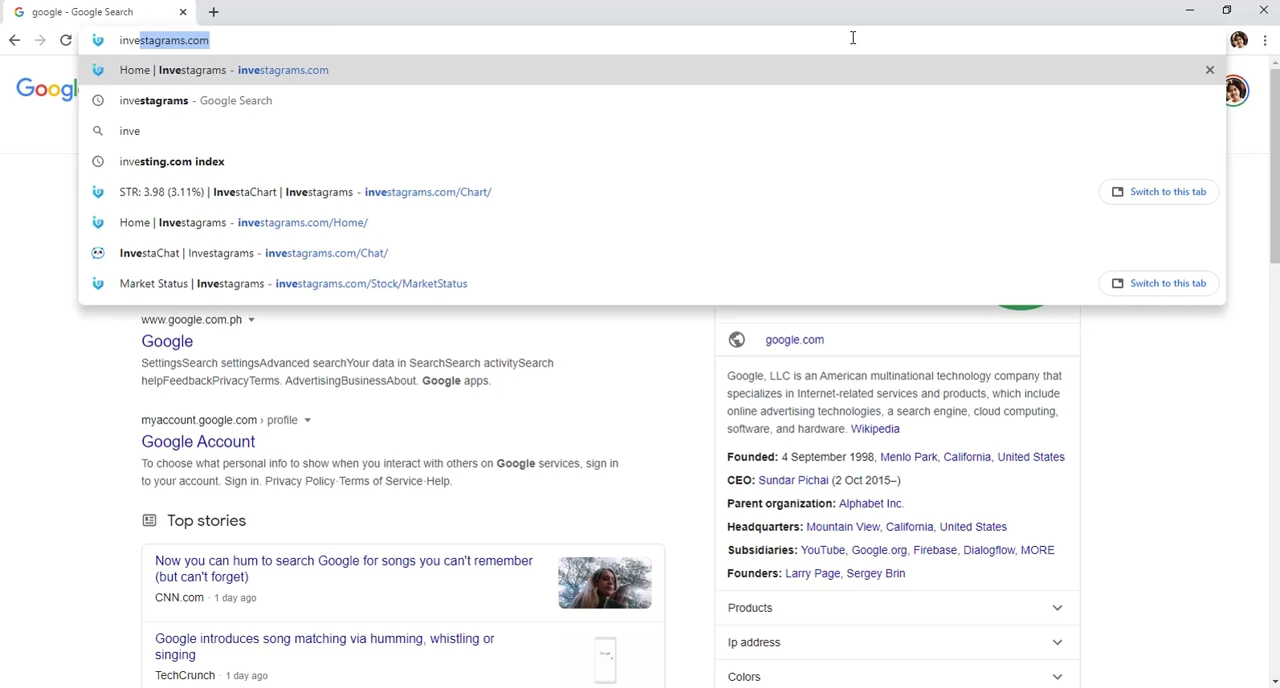 google - Google Search
investagrams.com
Home | Investagrams - investagrams.com
investagrams - Google Search
inve
investing.com index
STR: 3.98 (3.11%) | InvestaChart | Investagrams - investagrams.com/Chart/
Switch to this tab
Home | Investagrams - investagrams.com/Home/
InvestaChat | Investagrams - investagrams.com/Chat/
Market Status | Investagrams - investagrams.com/Stock/MarketStatus
Switch to this tab
www.google.com.ph
Google
SettingsSearch settingsAdvanced searchYour data in SearchSearch activitySearch
helpFeedbackPrivacyTerms. AdvertisingBusinessAbout. Google apps.
myaccount.google.com › profile
Google Account
To choose what personal info to show when you interact with others on Google services, sign in
to your account. Sign in. Privacy Policy·Terms of Service·Help.
Top stories
Now you can hum to search Google for songs you can't remember
(but can't forget)
CNN.com · 1 day ago
Google introduces song matching via humming, whistling or
singing
TechCrunch · 1 day ago
google.com
Google, LLC is an American multinational technology company that
specializes in Internet-related services and products, which include
online advertising technologies, a search engine, cloud computing,
software, and hardware. Wikipedia
Founded: 4 September 1998, Menlo Park, California, United States
CEO: Sundar Pichai (2 Oct 2015–)
Parent organization: Alphabet Inc.
Headquarters: Mountain View, California, United States
Subsidiaries: YouTube, Google.org, Firebase, Dialogflow, MORE
Founders: Larry Page, Sergey Brin
Products
Ip address
Colors